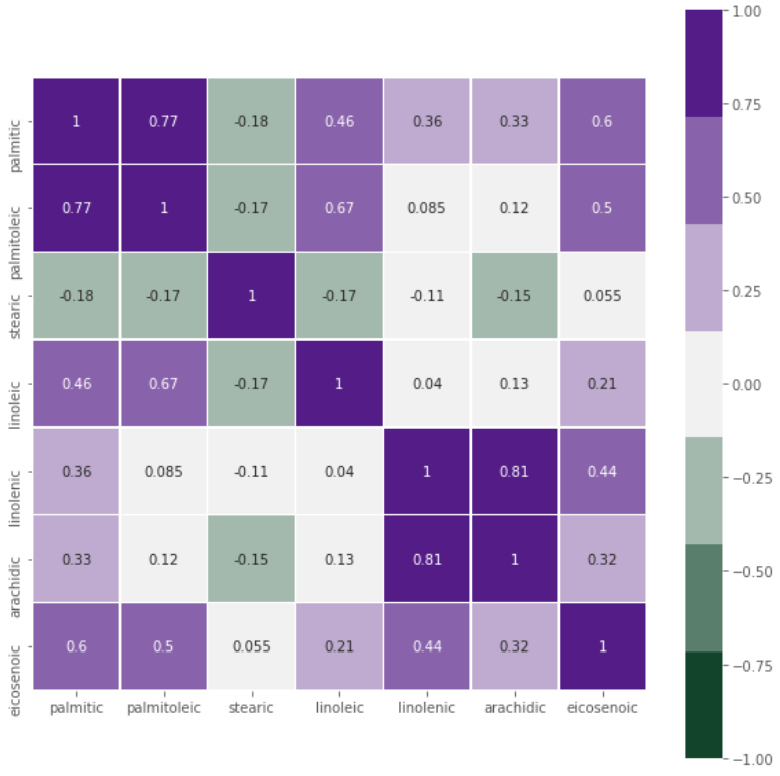 palmitic 1 0.77 -0.18 0.46 0.36 0.33 0.6
palmitoleic 0.77 1 -0.17 0.67 0.085 0.12 0.5
stearic -0.18 -0.17 1 -0.17 -0.11 -0.15 0.055
linoleic 0.46 0.67 -0.17 1 0.04 0.13 0.21
linolenic 0.36 0.085 -0.11 0.04 1 0.81 0.44
arachidic 0.33 0.12 -0.15 0.13 0.81 1 0.32
eicosenoic 0.6 0.5 0.055 0.21 0.44 0.32 1
palmitic palmitoleic stearic linoleic linolenic arachidic eicosenoic
1.00
0.75
0.50
0.25
0.00
−0.25
−0.50
−0.75
−1.00